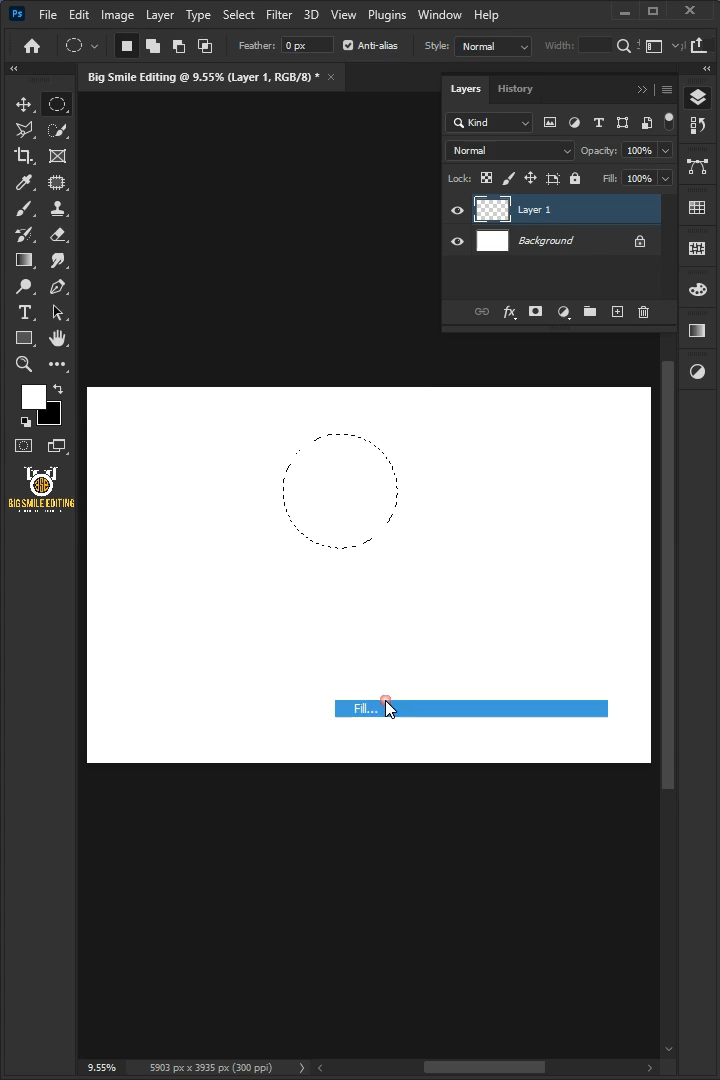 Ps File Edit Image Layer Type Select Filter 3D View Plugins Window Help
Feather: 0 px Anti-alias Style: Normal Width:
Big Smile Editing @ 9.55% (Layer 1, RGB/8) * ×
Layers History
Kind
Normal Opacity: 100%
Lock: Fill: 100%
Layer 1
Background
fx
BIG SMILE EDITING
Fill...
9.55% 5903 px x 3935 px (300 ppi)